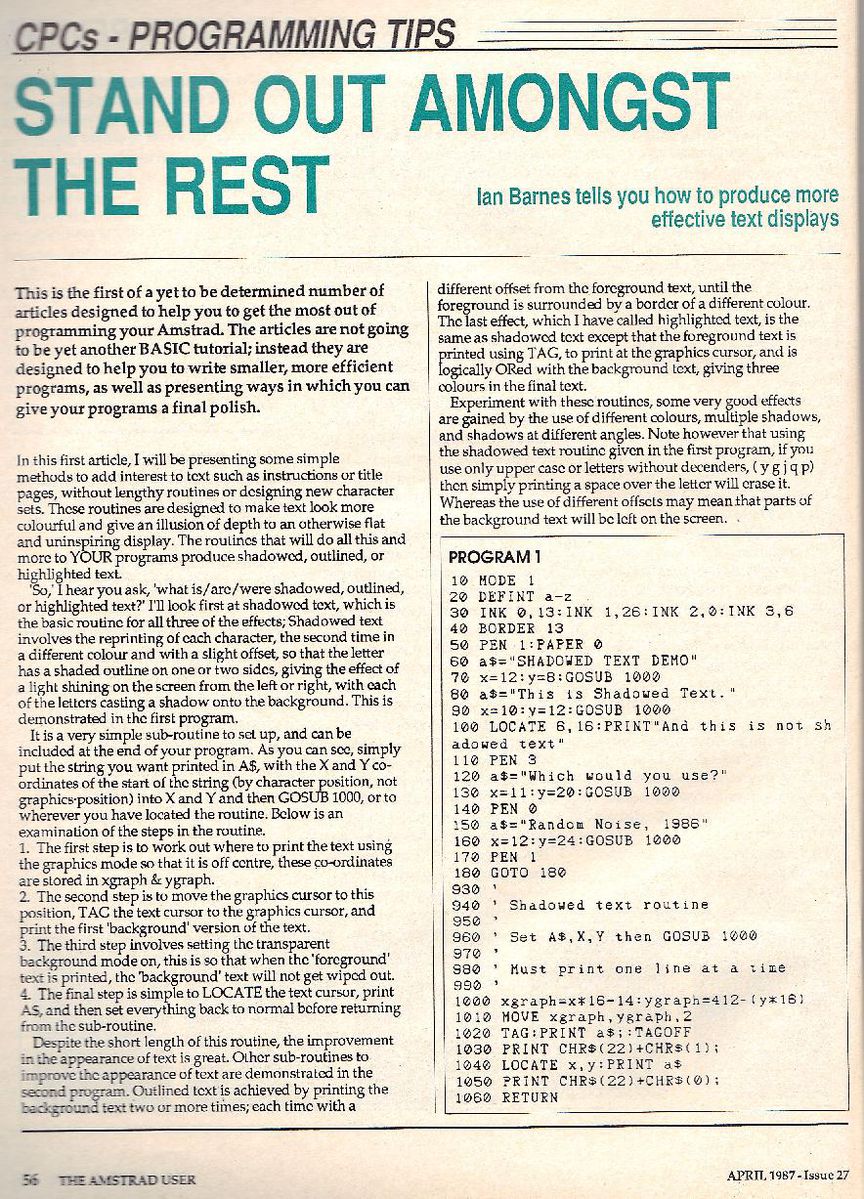 CPCs - PROGRAMMING TIPS
STAND OUT AMONGST
THE REST
Ian Barnes tells you how to produce more
effective text displays
This is the first of a yet to be determined number of
articles designed to help you to get the most out of
programming your Amstrad. The articles are not going
to be yet another BASIC tutorial; instead they are
designed to help you to write smaller, more efficient
programs, as well as presenting ways in which you can
give your programs a final polish.
In this first article, I will be presenting some simple
methods to add interest to text such as instructions or title
pages, without lengthy routines or designing new character
sets. These routines are designed to make text look more
colourful and give an illusion of depth to an otherwise flat
and uninspiring display. The routines that will do all this and
more to YOUR programs produce shadowed, outlined, or
highlighted text.
'So,' I hear you ask, 'what is/are/were shadowed, outlined,
or highlighted text?' I'll look first at shadowed text, which is
the basic routine for all three of the effects; Shadowed text
involves the reprinting of each character, the second time in
a different colour and with a slight offset, so that the letter
has a shaded outline on one or two sides, giving the effect of
a light shining on the screen from the left or right, with each
of the letters casting a shadow onto the background. This is
demonstrated in the first program.
It is a very simple sub-routine to set up, and can be
included at the end of your program. As you can see, simply
put the string you want printed in A$, with the X and Y co-
ordinates of the start of the string (by character position, not
graphics-position) into X and Y and then GOSUB 1000, or to
wherever you have located the routine. Below is an
examination of the steps in the routine.
1. The first step is to work out where to print the text using
the graphics mode so that it is off centre, these co-ordinates
are stored in xgraph & ygraph.
2. The second step is to move the graphics cursor to this
position, TAG the text cursor to the graphics cursor, and
print the first 'background' version of the text.
3. The third step involves setting the transparent
background mode on, this is so that when the 'foreground'
text is printed, the 'background' text will not get wiped out.
4. The final step is simple to LOCATE the text cursor, print
A$, and then set everything back to normal before returning
from the sub-routine.
Despite the short length of this routine, the improvement
in the appearance of text is great. Other sub-routines to
improve the appearance of text are demonstrated in the
second program. Outlined text is achieved by printing the
background text two or more times; each time with a
different offset from the foreground text, until the
foreground is surrounded by a border of a different colour.
The last effect, which I have called highlighted text, is the
same as shadowed text except that the foreground text is
printed using TAG, to print at the graphics cursor, and is
logically ORed with the background text, giving three
colours in the final text.
Experiment with these routines, some very good effects
are gained by the use of different colours, multiple shadows,
and shadows at different angles. Note however that using
the shadowed text routine given in the first program, if you
use only upper case or letters without decenders, ( y g j q p)
then simply printing a space over the letter will erase it.
Whereas the use of different offsets may mean that parts of
the background text will be left on the screen.
PROGRAM 1
10 MODE 1
20 DEFINT a-z
30 INK 0,13:INK 1,26:INK 2,0:INK 3,6
40 BORDER 13
50 PEN 1:PAPER 0
60 a$="SHADOWED TEXT DEMO"
70 x=12:y=8:GOSUB 1000
80 a$="This is Shadowed Text."
90 x=10:y=12:GOSUB 1000
100 LOCATE 6,16:PRINT"And this is not sh
adowed text"
110 PEN 3
120 a$="Which would you use?"
130 x=11:y=20:GOSUB 1000
140 PEN 0
150 a$="Random Noise, 1986"
160 x=12:y=24:GOSUB 1000
170 PEN 1
180 GOTO 180
930 '
940 ' Shadowed text routine
950 '
960 ' Set A$,X,Y then GOSUB 1000
970 '
980 ' Must print one line at a time
990 '
1000 xgraph=x*16-14:ygraph=412-(y*16)
1010 MOVE xgraph,ygraph,2
1020 TAG:PRINT a$;:TAGOFF
1030 PRINT CHR$(22)+CHR$(1);
1040 LOCATE x,y:PRINT a$
1050 PRINT CHR$(22)+CHR$(0);
1060 RETURN
56 THE AMSTRAD USER
APRIL 1987 - Issue 27